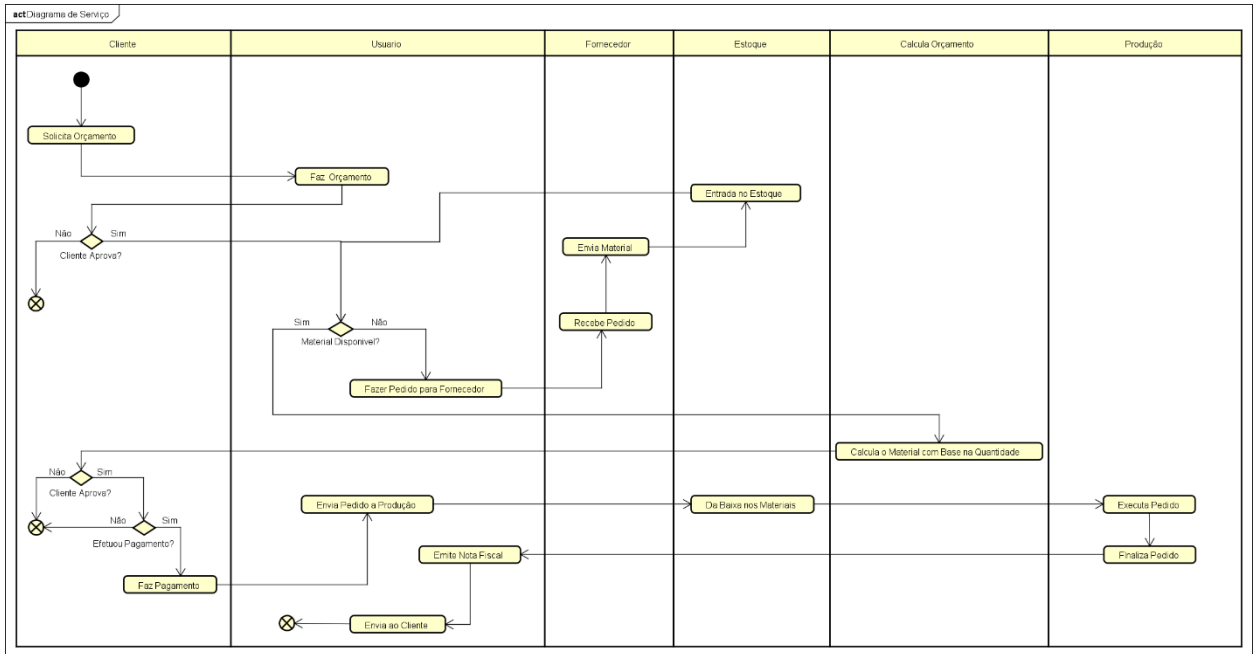 act Diagrama de Serviço
Cliente
Usuario
Fornecedor
Estoque
Calcula Orçamento
Produção
Solicita Orçamento
Faz Orçamento
Entrada no Estoque
Não
Sim
Cliente Aprova?
Envia Material
Recebe Pedido
Sim
Não
Material Disponivel?
Fazer Pedido para Fornecedor
Calcula o Material com Base na Quantidade
Não
Sim
Cliente Aprova?
Envia Pedido a Produção
Da Baixa nos Materiais
Executa Pedido
Não
Sim
Efetuou Pagamento?
Emite Nota Fiscal
Finaliza Pedido
Faz Pagamento
Envia ao Cliente